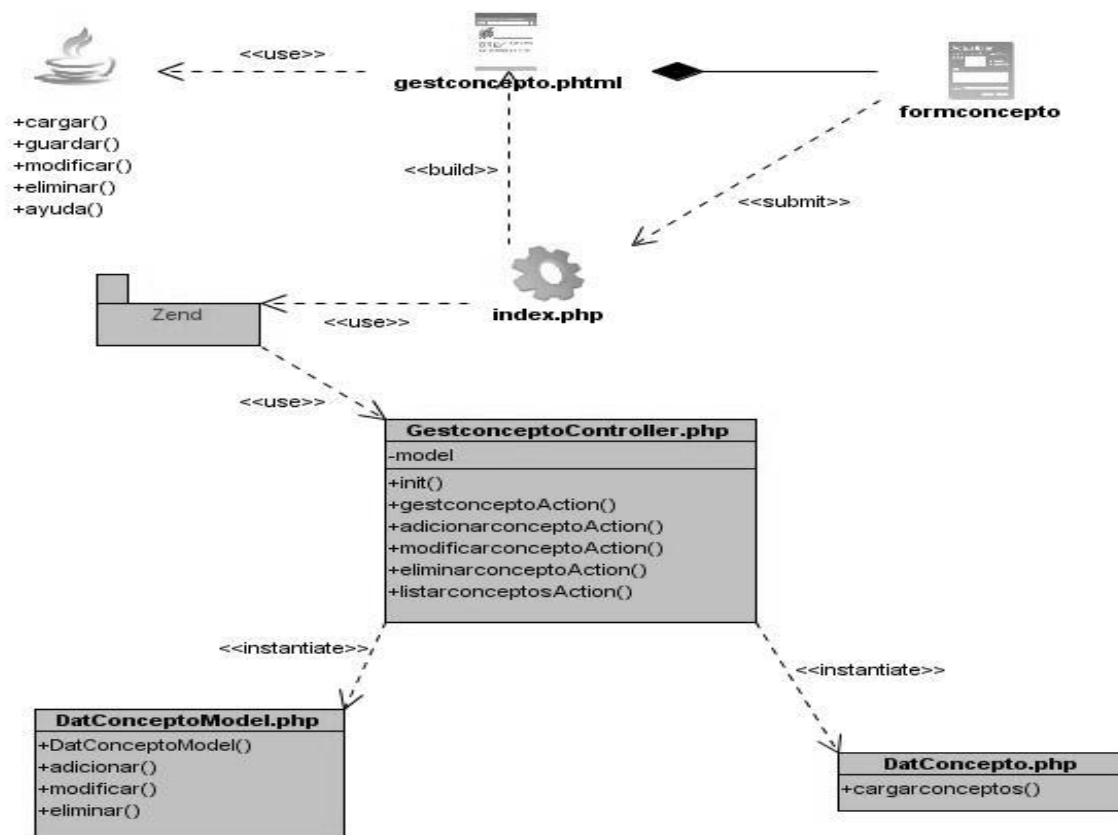 <<use>>
gestconcepto.phtml
formconcepto
+cargar()
+guardar()
+modificar()
+eliminar()
+ayuda()
<<build>>
<<submit>>
index.php
Zend
<<use>>
<<use>>
GestconceptoController.php
-model
+init()
+gestconceptoAction()
+adicionarconceptoAction()
+modificarconceptoAction()
+eliminarconceptoAction()
+listarconceptosAction()
<<instantiate>>
<<instantiate>>
DatConceptoModel.php
+DatConceptoModel()
+adicionar()
+modificar()
+eliminar()
DatConcepto.php
+cargarconceptos()